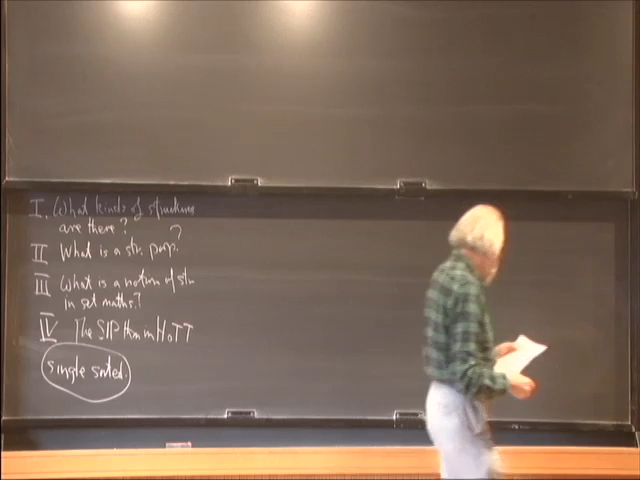 I. What kinds of structures
are there?
II What is a str. prop.?
III What is a notion of str
in set maths?
IV The SIP thm in HoTT
single sorted.